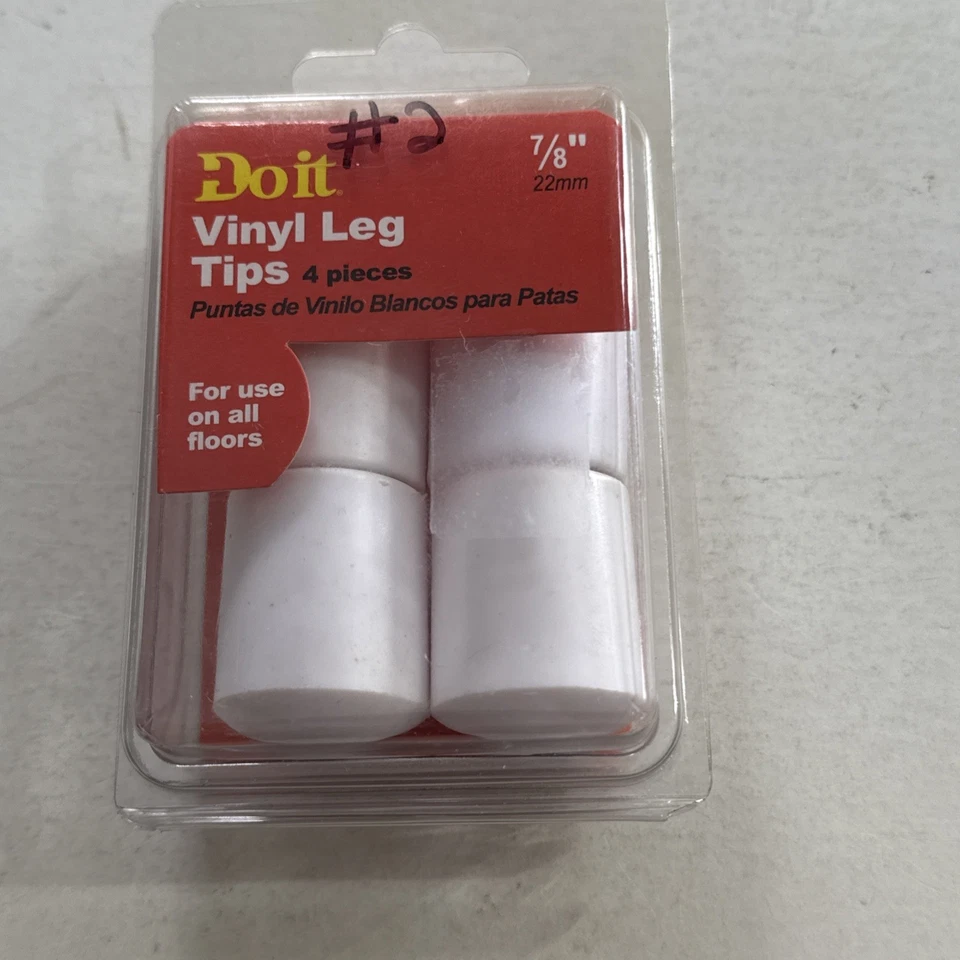 #2
Do it
7/8"
22mm
Vinyl Leg
Tips 4 pieces
Puntas de Vinilo Blancos para Patas
For use
on all
floors